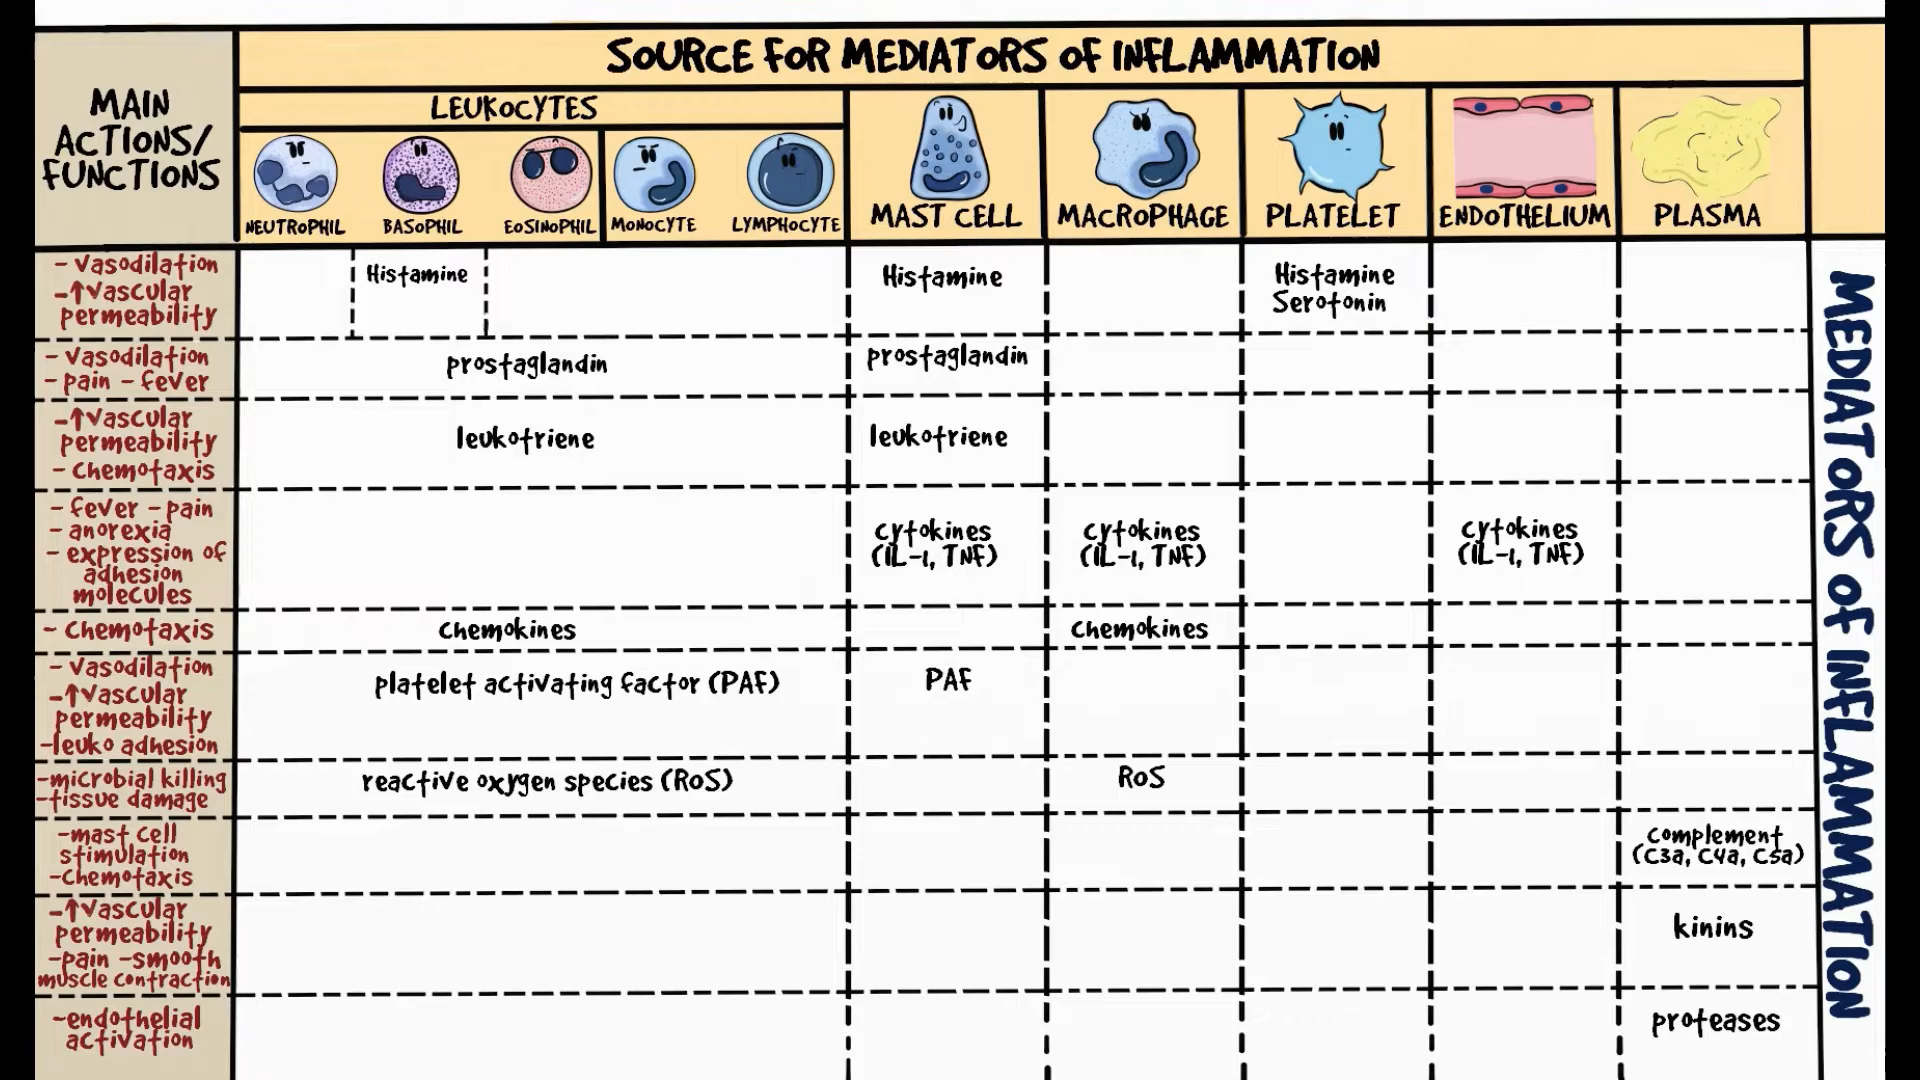 SOURCE FOR MEDIATORS OF INFLAMMATION
MAIN
ACTIONS/
FUNCTIONS
LEUKOCYTES
NEUTROPHIL
BASOPHIL
EOSINOPHIL
MONOCYTE
LYMPHOCYTE
MAST CELL
MACROPHAGE
PLATELET
ENDOTHELIUM
PLASMA
- Vasodilation
-↑Vascular
permeability
Histamine
Histamine
Histamine
Serotonin
- Vasodilation
- pain - fever
prostaglandin
prostaglandin
-↑Vascular
permeability
- Chemotaxis
leukotriene
leukotriene
- fever - pain
- anorexia
- expression of
adhesion
molecules
cytokines
(IL-1, TNF)
cytokines
(IL-1, TNF)
cytokines
(IL-1, TNF)
- Chemotaxis
Chemokines
Chemokines
- Vasodilation
-↑Vascular
permeability
-leuko adhesion
platelet activating factor (PAF)
PAF
-microbial killing
-tissue damage
reactive oxygen species (ROS)
ROS
-mast cell
stimulation
-Chemotaxis
complement
(C3a, C4a, C5a)
-↑Vascular
permeability
-pain -smooth
muscle contraction
kinins
-endothelial
activation
proteases
MEDIATORS OF INFLAMMATION